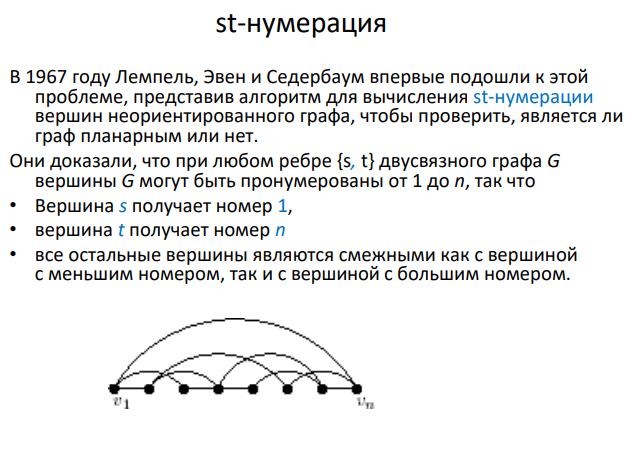 st-нумерация
В 1967 году Лемпель, Эвен и Седербаум впервые подошли к этой
проблеме, представив алгоритм для вычисления st-нумерации
вершин неориентированного графа, чтобы проверить, является ли
граф планарным или нет.
Они доказали, что при любом ребре {s, t} двусвязного графа G
вершины G могут быть пронумерованы от 1 до n, так что
• Вершина s получает номер 1,
• вершина t получает номер n
• все остальные вершины являются смежными как с вершиной
с меньшим номером, так и с вершиной с большим номером.
v1 vn